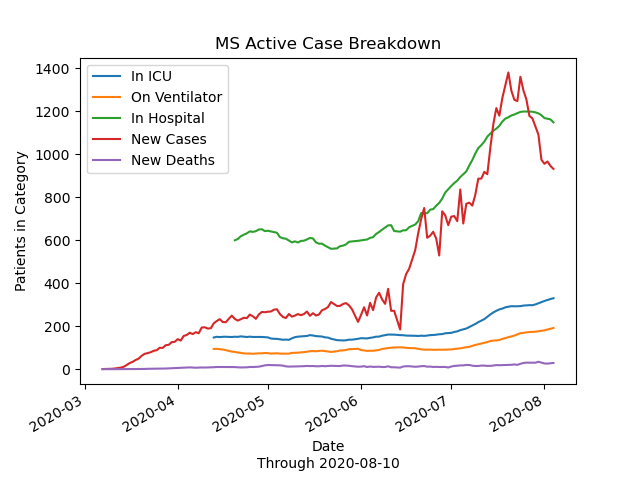 MS Active Case Breakdown
In ICU
On Ventilator
In Hospital
New Cases
New Deaths
Patients in Category
1400
1200
1000
800
600
400
200
0
2020-03
2020-04
2020-05
2020-06
2020-07
2020-08
Date
Through 2020-08-10